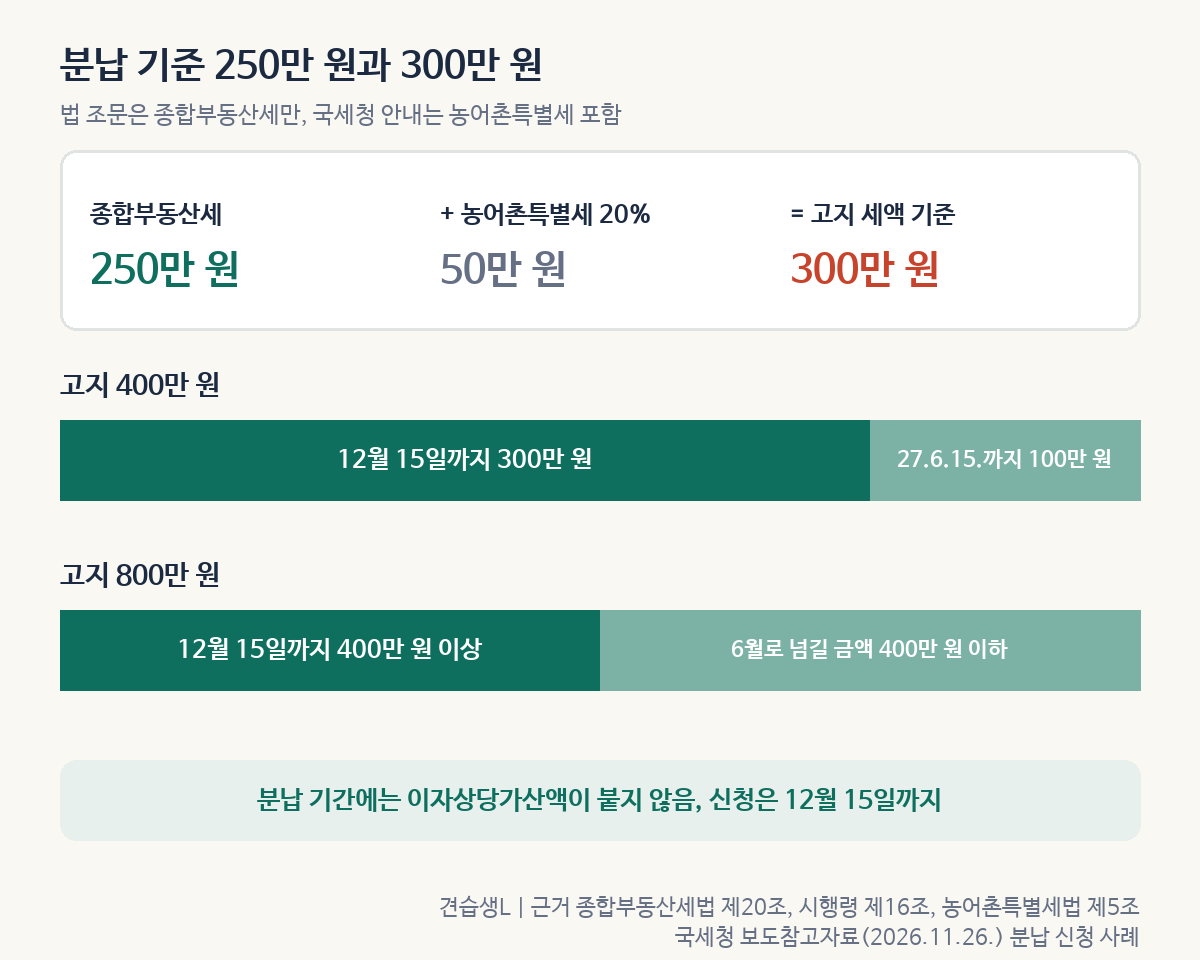 분납 기준 250만 원과 300만 원
법 조문은 종합부동산세만, 국세청 안내는 농어촌특별세 포함
종합부동산세
250만 원
+ 농어촌특별세 20%
50만 원
= 고지 세액 기준
300만 원
고지 400만 원
12월 15일까지 300만 원
27.6.15.까지 100만 원
고지 800만 원
12월 15일까지 400만 원 이상
6월로 넘길 금액 400만 원 이하
분납 기간에는 이자상당가산액이 붙지 않음, 신청은 12월 15일까지
견습생L | 근거 종합부동산세법 제20조, 시행령 제16조, 농어촌특별세법 제5조
국세청 보도참고자료(2026.11.26.) 분납 신청 사례